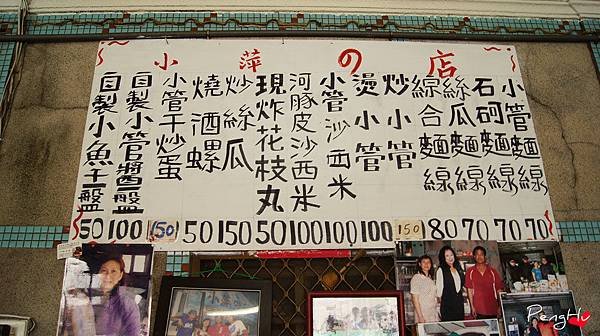 小萍の店
小管麵線 70
石砢麵線 70
絲瓜麵線 70
綜合麵線 80
炒小管 150
燙小管 100
小管沙西米 100
河豚皮沙西米 100
現炸花枝丸 50
炒絲瓜 150
燒酒螺 50
小管干炒蛋 150
自製小管醬一盤 100
自製小魚干一盤 50
PengHu